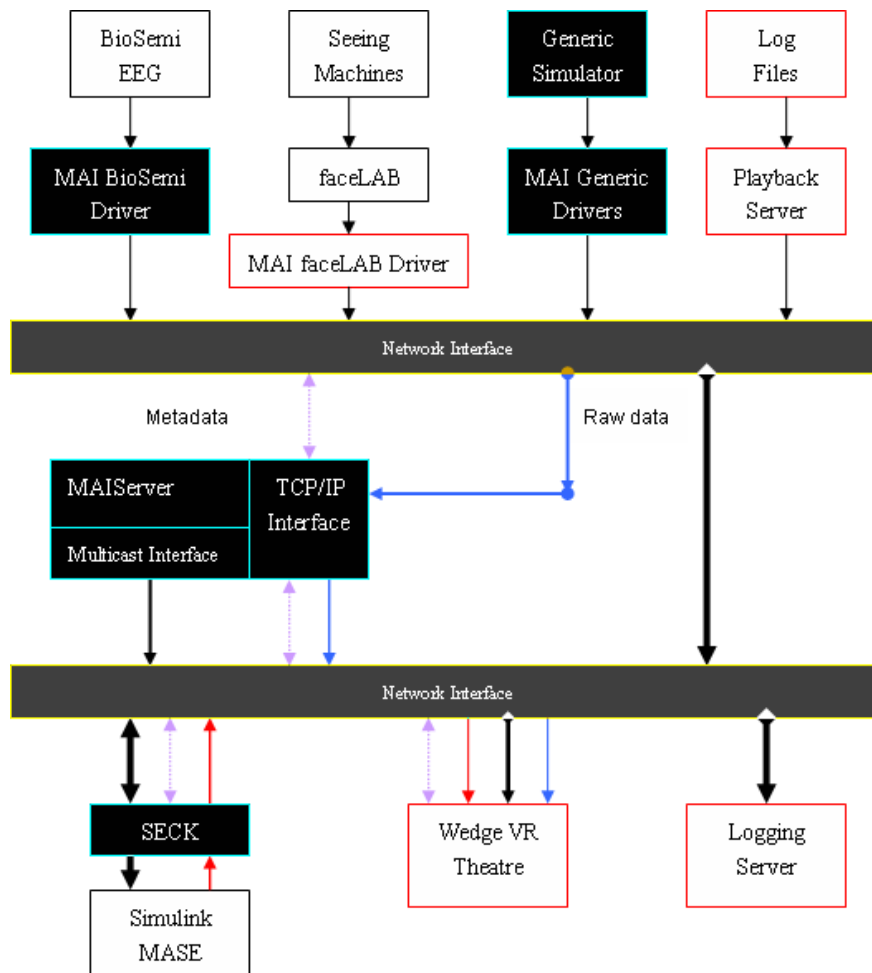 BioSemi
EEG
Seeing
Machines
Generic
Simulator
Log
Files
MAI BioSemi
Driver
faceLAB
MAI Generic
Drivers
Playback
Server
MAI faceLAB Driver
Network Interface
Metadata
Raw data
MAIServer
TCP/IP
Interface
Multicast Interface
Network Interface
SECK
Wedge VR
Theatre
Logging
Server
Simulink
MASE